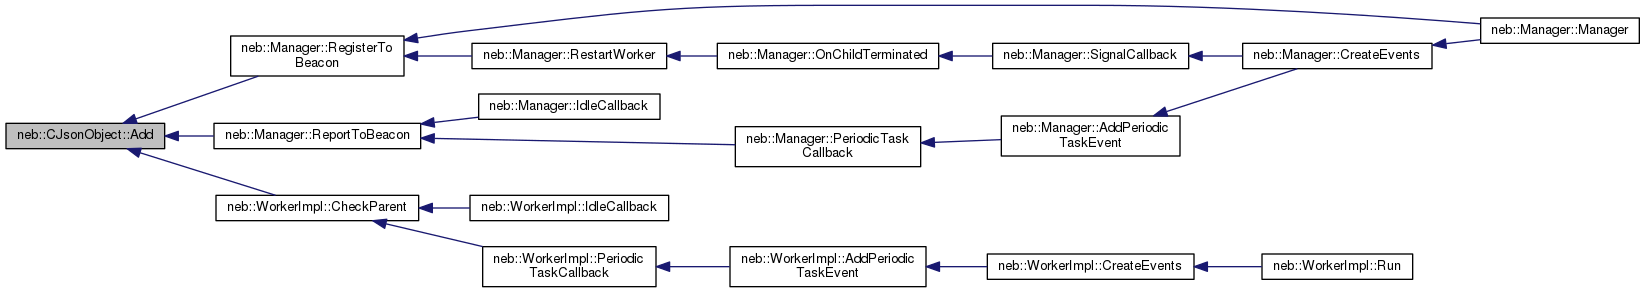 neb::CJsonObject::Add
neb::Manager::RegisterTo
Beacon
neb::Manager::RestartWorker
neb::Manager::OnChildTerminated
neb::Manager::SignalCallback
neb::Manager::CreateEvents
neb::Manager::Manager
neb::Manager::ReportToBeacon
neb::Manager::IdleCallback
neb::Manager::PeriodicTask
Callback
neb::Manager::AddPeriodic
TaskEvent
neb::WorkerImpl::CheckParent
neb::WorkerImpl::IdleCallback
neb::WorkerImpl::Periodic
TaskCallback
neb::WorkerImpl::AddPeriodic
TaskEvent
neb::WorkerImpl::CreateEvents
neb::WorkerImpl::Run